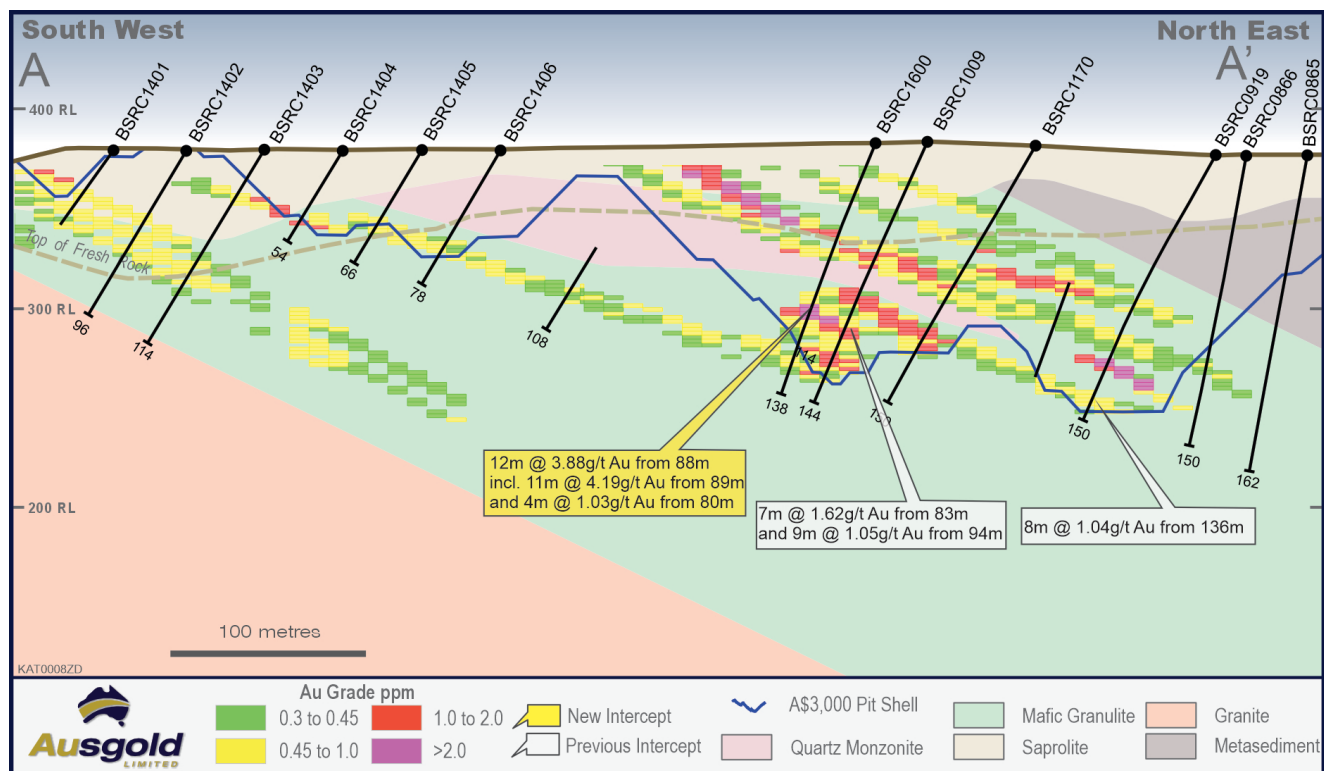 South West
North East
A
A'
BSRC1401
BSRC1402
BSRC1403
BSRC1404
BSRC1405
BSRC1406
BSRC1600
BSRC1009
BSRC1170
BSRC0919
BSRC0866
BSRC0865
400 RL
300 RL
200 RL
Top of Fresh Rock
96
114
54
66
78
108
114
138
144
150
150
162
12m @ 3.88g/t Au from 88m
incl. 11m @ 4.19g/t Au from 89m
and 4m @ 1.03g/t Au from 80m
7m @ 1.62g/t Au from 83m
and 9m @ 1.05g/t Au from 94m
8m @ 1.04g/t Au from 136m
100 metres
KAT0008ZD
Ausgold
LIMITED
Au Grade ppm
0.3 to 0.45
0.45 to 1.0
1.0 to 2.0
>2.0
New Intercept
Previous Intercept
A$3,000 Pit Shell
Quartz Monzonite
Mafic Granulite
Saprolite
Granite
Metasediment